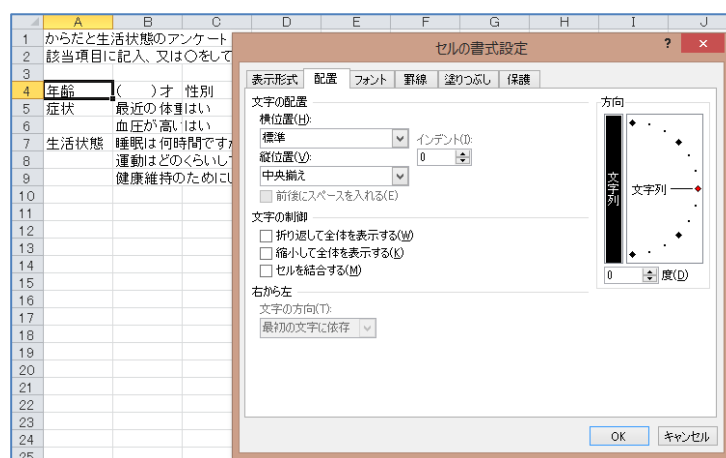 A B C D E F G H I J
1 からだと生活状態のアンケート
2 該当項目に記入、又は○をして
3
4 年齢 (　　)才 性別
5 症状 最近の体重はい
6 血圧が高いはい
7 生活状態 睡眠は何時間ですか
8 運動はどのくらいして
9 健康維持のためにし
10
11
12
13
14
15
16
17
18
19
20
21
22
23
24
25
セルの書式設定 ? ×
表示形式 配置 フォント 罫線 塗りつぶし 保護
文字の配置
横位置(H):
標準
インデント(I):
縦位置(V):
0
中央揃え
前後にスペースを入れる(E)
文字の制御
折り返して全体を表示する(W)
縮小して全体を表示する(K)
セルを結合する(M)
右から左
文字の方向(T):
最初の文字に依存
方向
文字列
文字列
0 度(D)
OK キャンセル